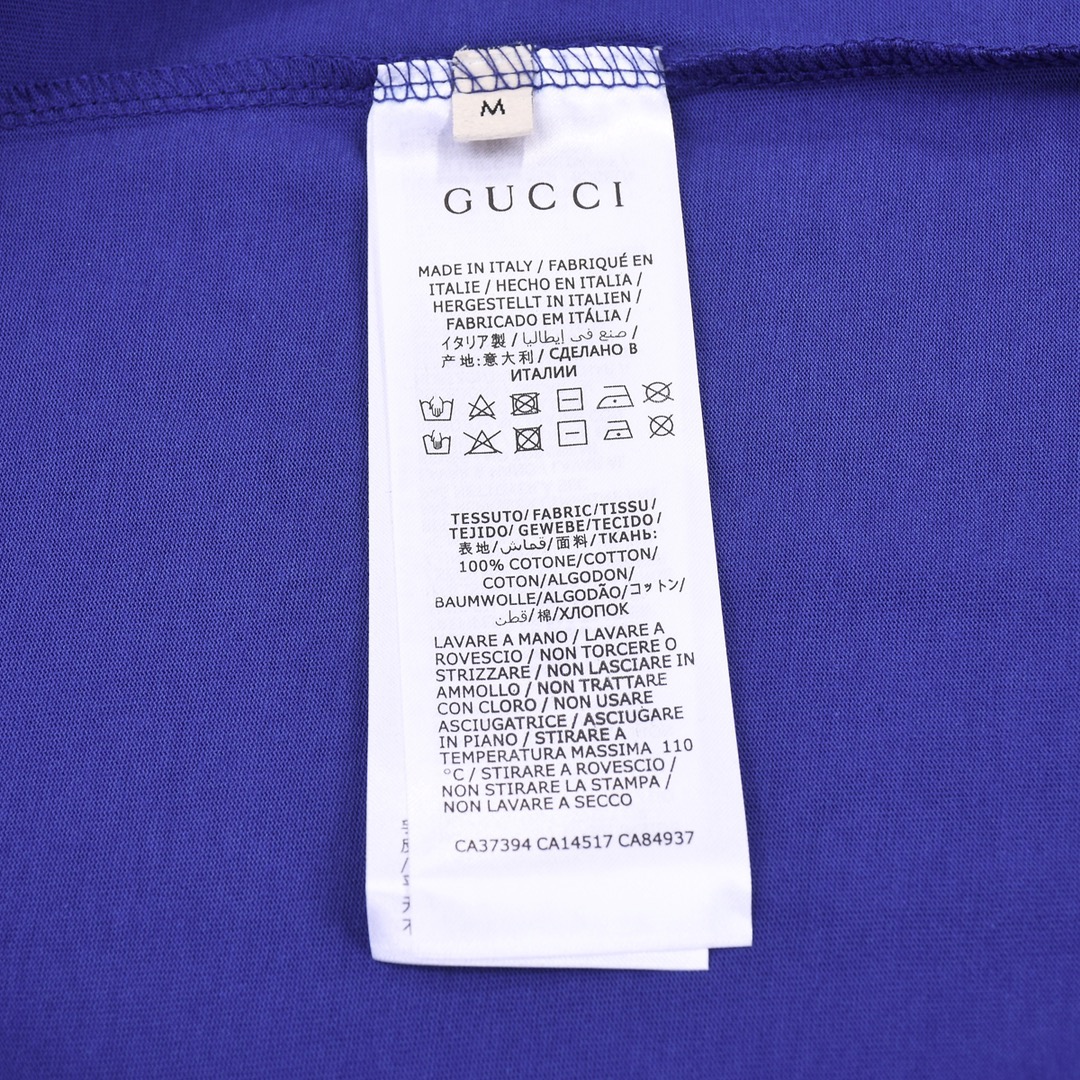 M
GUCCI
MADE IN ITALY / FABRIQUÉ EN
ITALIE / HECHO EN ITALIA /
HERGESTELLT IN ITALIEN /
FABRICADO EM ITÁLIA /
イタリア製 / صنع في إيطاليا /
产地:意大利 / СДЕЛАНО В
ИТАЛИИ
TESSUTO/FABRIC/TISSU/
TEJIDO/GEWEBE/TECIDO/
表地/قماش/面料/ТКАНЬ:
100% COTONE/COTTON/
COTON/ALGODON/
BAUMWOLLE/ALGODÃO/コットン/
قطن/棉/ХЛОПОК
LAVARE A MANO / LAVARE A
ROVESCIO / NON TORCERE O
STRIZZARE / NON LASCIARE IN
AMMOLLO / NON TRATTARE
CON CLORO / NON USARE
ASCIUGATRICE / ASCIUGARE
IN PIANO / STIRARE A
TEMPERATURA MASSIMA 110
°C / STIRARE A ROVESCIO /
NON STIRARE LA STAMPA /
NON LAVARE A SECCO
CA37394 CA14517 CA84937